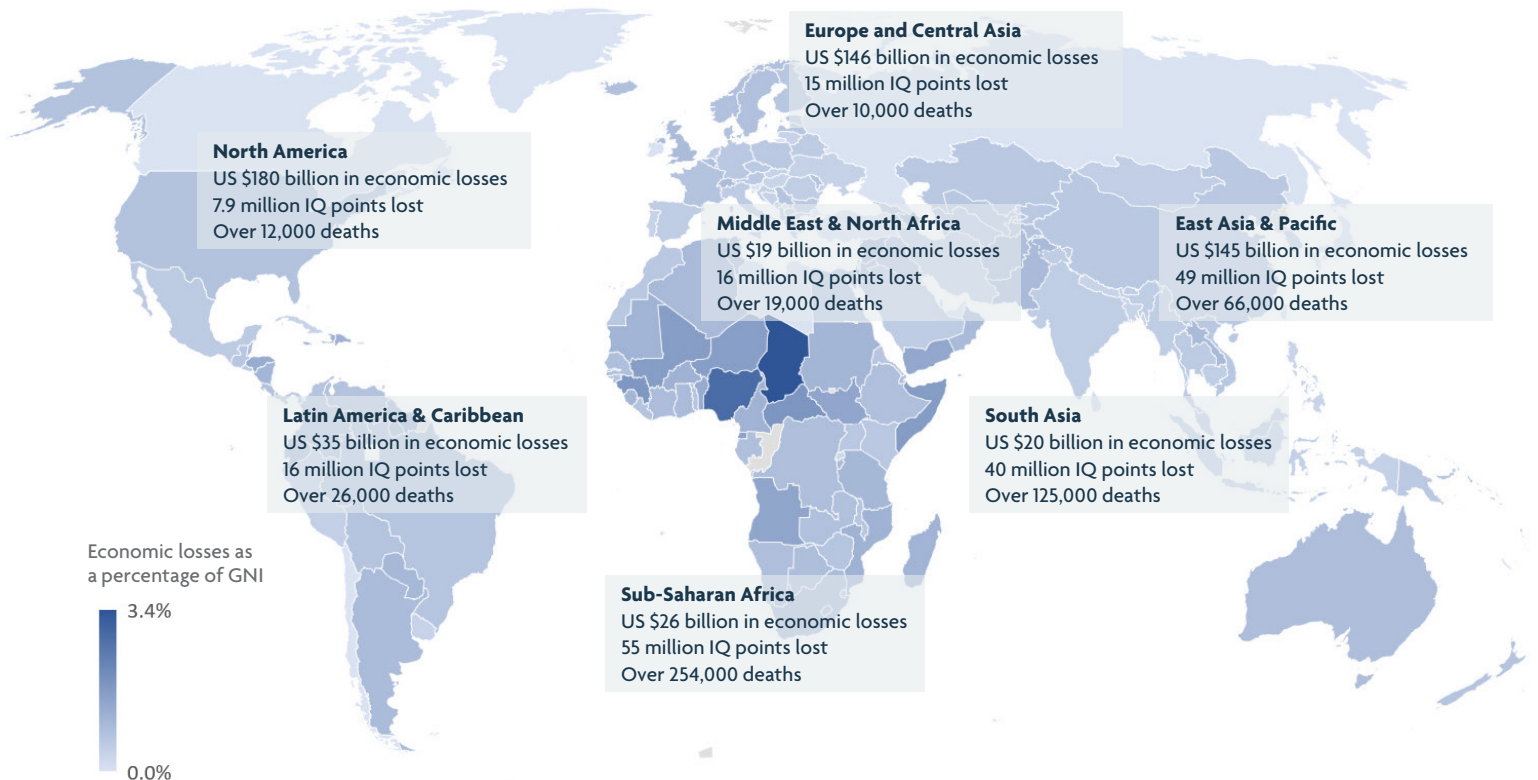 Europe and Central Asia
US $146 billion in economic losses
15 million IQ points lost
Over 10,000 deaths
North America
US $180 billion in economic losses
7.9 million IQ points lost
Over 12,000 deaths
Middle East & North Africa
US $19 billion in economic losses
16 million IQ points lost
Over 19,000 deaths
East Asia & Pacific
US $145 billion in economic losses
49 million IQ points lost
Over 66,000 deaths
Latin America & Caribbean
US $35 billion in economic losses
16 million IQ points lost
Over 26,000 deaths
South Asia
US $20 billion in economic losses
40 million IQ points lost
Over 125,000 deaths
Sub-Saharan Africa
US $26 billion in economic losses
55 million IQ points lost
Over 254,000 deaths
Economic losses as
a percentage of GNI
3.4%
0.0%